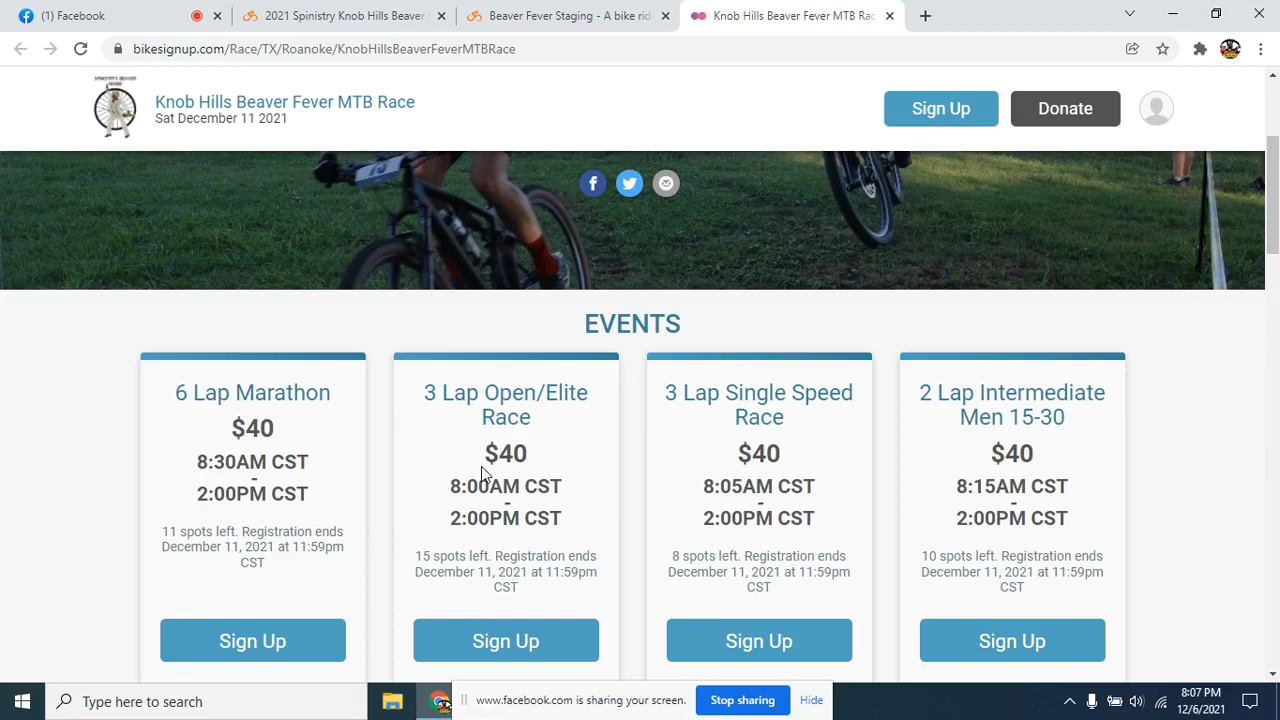 (1) Facebook
2021 Spinistry Knob Hills Beaver
Beaver Fever Staging - A bike rid
Knob Hills Beaver Fever MTB Rac
bikesignup.com/Race/TX/Roanoke/KnobHillsBeaverFeverMTBRace
SPINISTRY'S BEAVER
FEVER
Knob Hills Beaver Fever MTB Race
Sat December 11 2021
Sign Up
Donate
EVENTS
6 Lap Marathon
$40
8:30AM CST
-
2:00PM CST
11 spots left. Registration ends
December 11, 2021 at 11:59pm
CST
Sign Up
3 Lap Open/Elite
Race
$40
8:00AM CST
-
2:00PM CST
15 spots left. Registration ends
December 11, 2021 at 11:59pm
CST
Sign Up
3 Lap Single Speed
Race
$40
8:05AM CST
-
2:00PM CST
8 spots left. Registration ends
December 11, 2021 at 11:59pm
CST
Sign Up
2 Lap Intermediate
Men 15-30
$40
8:15AM CST
-
2:00PM CST
10 spots left. Registration ends
December 11, 2021 at 11:59pm
CST
Sign Up
Type here to search
www.facebook.com is sharing your screen.
Stop sharing
Hide
8:07 PM
12/6/2021